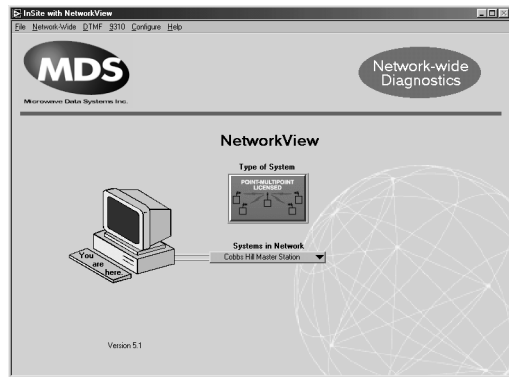 InSite with NetworkView
File Network-Wide DTMF 9310 Configure Help
MDS
Microwave Data Systems Inc.
Network-wide
Diagnostics
NetworkView
Type of System
POINT-MULTIPOINT
LICENSED
Systems in Network
Cobbs Hill Master Station
You
are
here.
Version 5.1